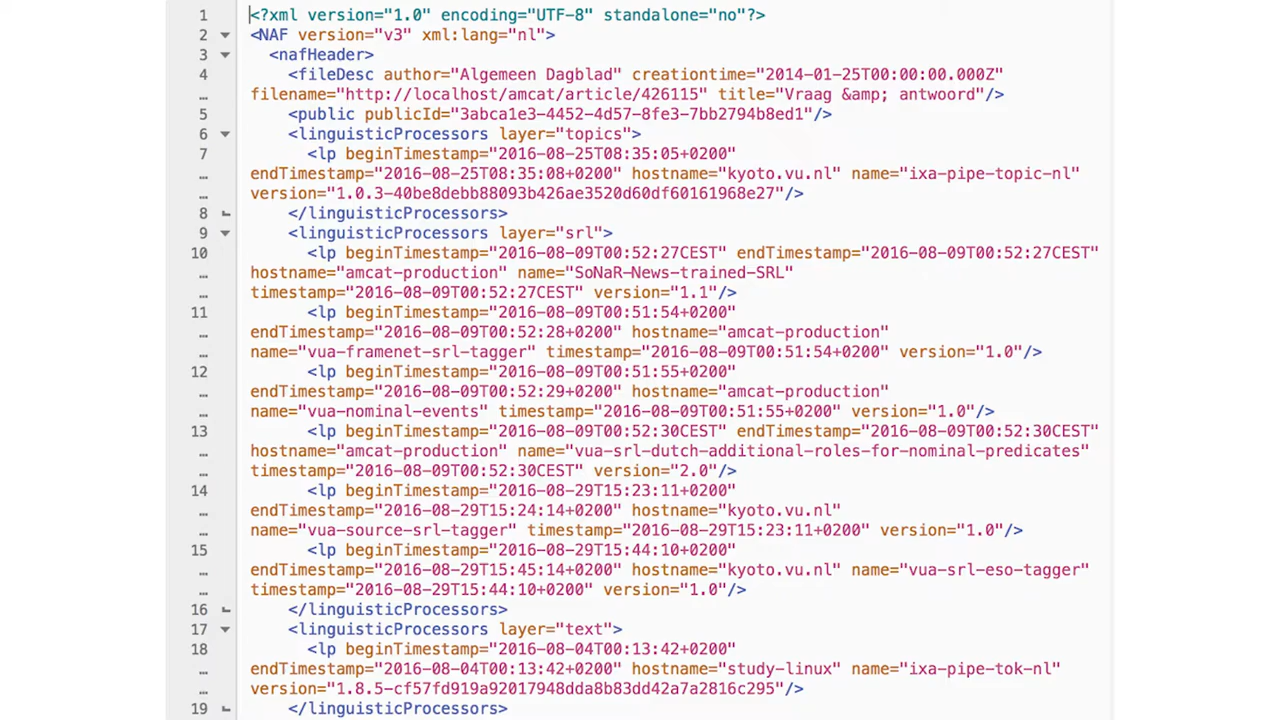 1 <?xml version="1.0" encoding="UTF-8" standalone="no"?>
2 <NAF version="v3" xml:lang="nl">
3 <nafHeader>
4 <fileDesc author="Algemeen Dagblad" creationtime="2014-01-25T00:00:00.000Z"
… filename="http://localhost/amcat/article/426115" title="Vraag &amp; antwoord"/>
5 <public publicId="3abca1e3-4452-4d57-8fe3-7bb2794b8ed1"/>
6 <linguisticProcessors layer="topics">
7 <lp beginTimestamp="2016-08-25T08:35:05+0200"
… endTimestamp="2016-08-25T08:35:08+0200" hostname="kyoto.vu.nl" name="ixa-pipe-topic-nl"
… version="1.0.3-40be8debb88093b426ae3520d60df60161968e27"/>
8 </linguisticProcessors>
9 <linguisticProcessors layer="srl">
10 <lp beginTimestamp="2016-08-09T00:52:27CEST" endTimestamp="2016-08-09T00:52:27CEST"
… hostname="amcat-production" name="SoNaR-News-trained-SRL"
… timestamp="2016-08-09T00:52:27CEST" version="1.1"/>
11 <lp beginTimestamp="2016-08-09T00:51:54+0200"
… endTimestamp="2016-08-09T00:52:28+0200" hostname="amcat-production"
… name="vua-framenet-srl-tagger" timestamp="2016-08-09T00:51:54+0200" version="1.0"/>
12 <lp beginTimestamp="2016-08-09T00:51:55+0200"
… endTimestamp="2016-08-09T00:52:29+0200" hostname="amcat-production"
… name="vua-nominal-events" timestamp="2016-08-09T00:51:55+0200" version="1.0"/>
13 <lp beginTimestamp="2016-08-09T00:52:30CEST" endTimestamp="2016-08-09T00:52:30CEST"
… hostname="amcat-production" name="vua-srl-dutch-additional-roles-for-nominal-predicates"
… timestamp="2016-08-09T00:52:30CEST" version="2.0"/>
14 <lp beginTimestamp="2016-08-29T15:23:11+0200"
… endTimestamp="2016-08-29T15:24:14+0200" hostname="kyoto.vu.nl"
… name="vua-source-srl-tagger" timestamp="2016-08-29T15:23:11+0200" version="1.0"/>
15 <lp beginTimestamp="2016-08-29T15:44:10+0200"
… endTimestamp="2016-08-29T15:45:14+0200" hostname="kyoto.vu.nl" name="vua-srl-eso-tagger"
… timestamp="2016-08-29T15:44:10+0200" version="1.0"/>
16 </linguisticProcessors>
17 <linguisticProcessors layer="text">
18 <lp beginTimestamp="2016-08-04T00:13:42+0200"
… endTimestamp="2016-08-04T00:13:42+0200" hostname="study-linux" name="ixa-pipe-tok-nl"
… version="1.8.5-cf57fd919a92017948dda8b83dd42a7a2816c295"/>
19 </linguisticProcessors>